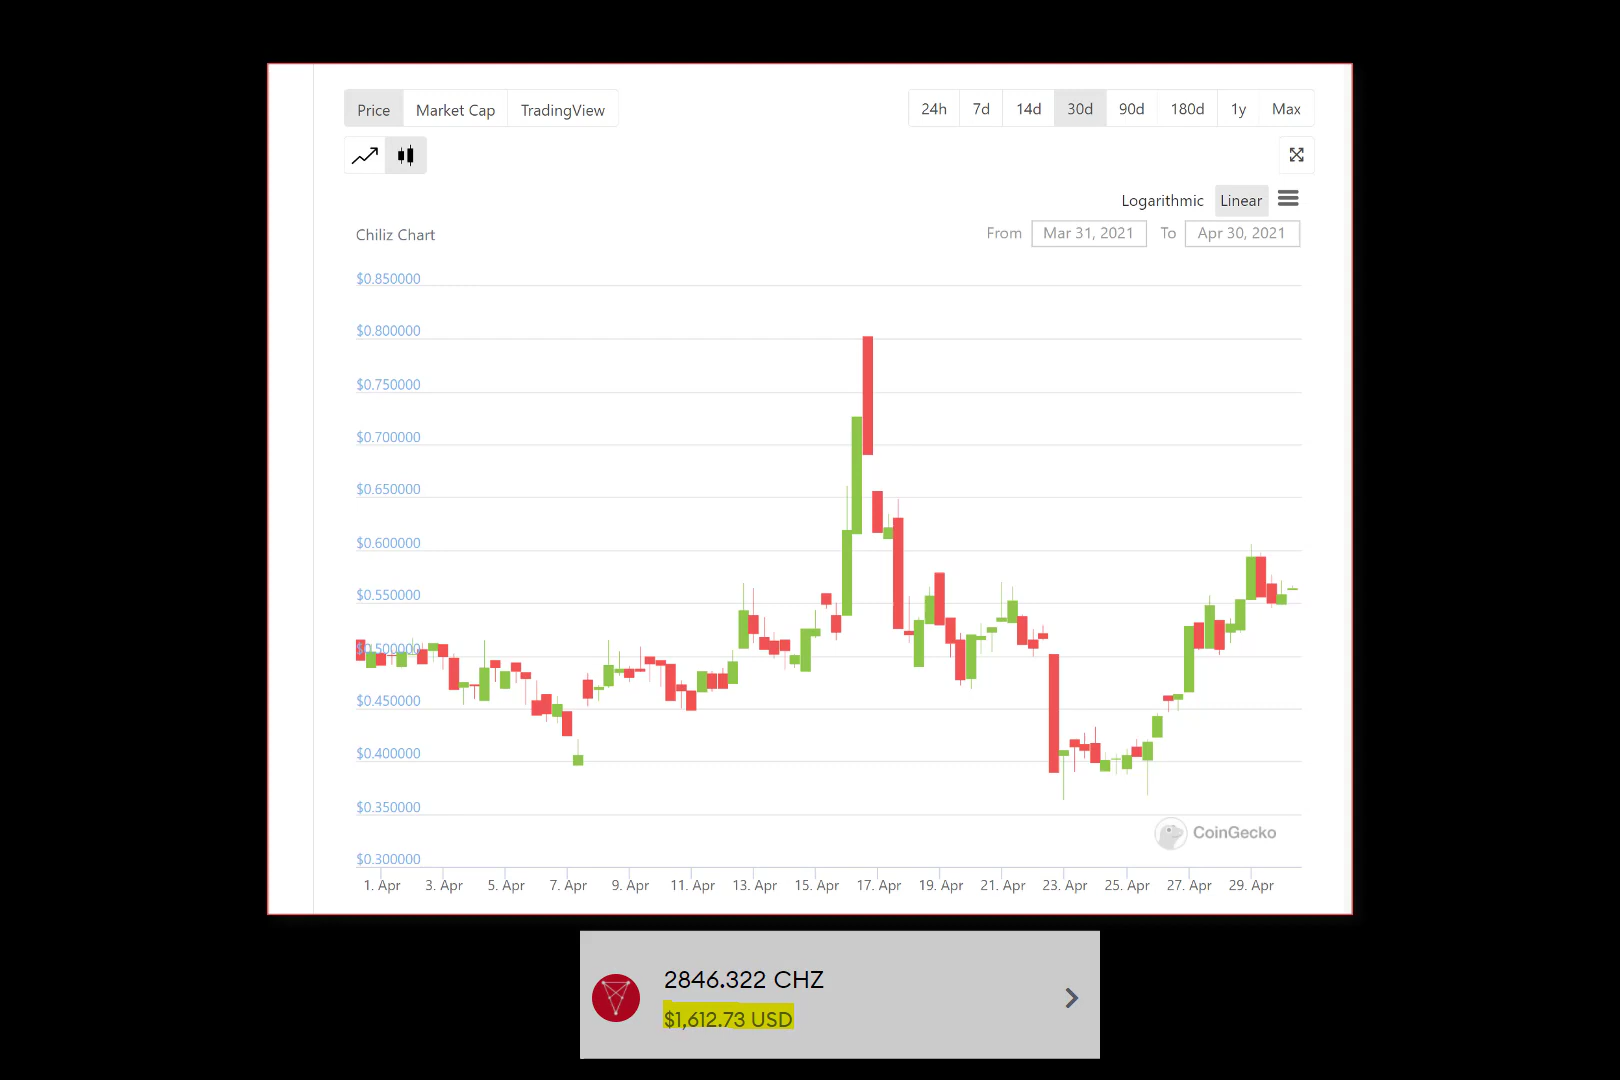 Price Market Cap TradingView
24h 7d 14d 30d 90d 180d 1y Max
Logarithmic Linear
Chiliz Chart
From Mar 31, 2021 To Apr 30, 2021
$0.850000
$0.800000
$0.750000
$0.700000
$0.650000
$0.600000
$0.550000
$0.500000
$0.450000
$0.400000
$0.350000
$0.300000
CoinGecko
1. Apr 3. Apr 5. Apr 7. Apr 9. Apr 11. Apr 13. Apr 15. Apr 17. Apr 19. Apr 21. Apr 23. Apr 25. Apr 27. Apr 29. Apr
2846.322 CHZ
$1,612.73 USD